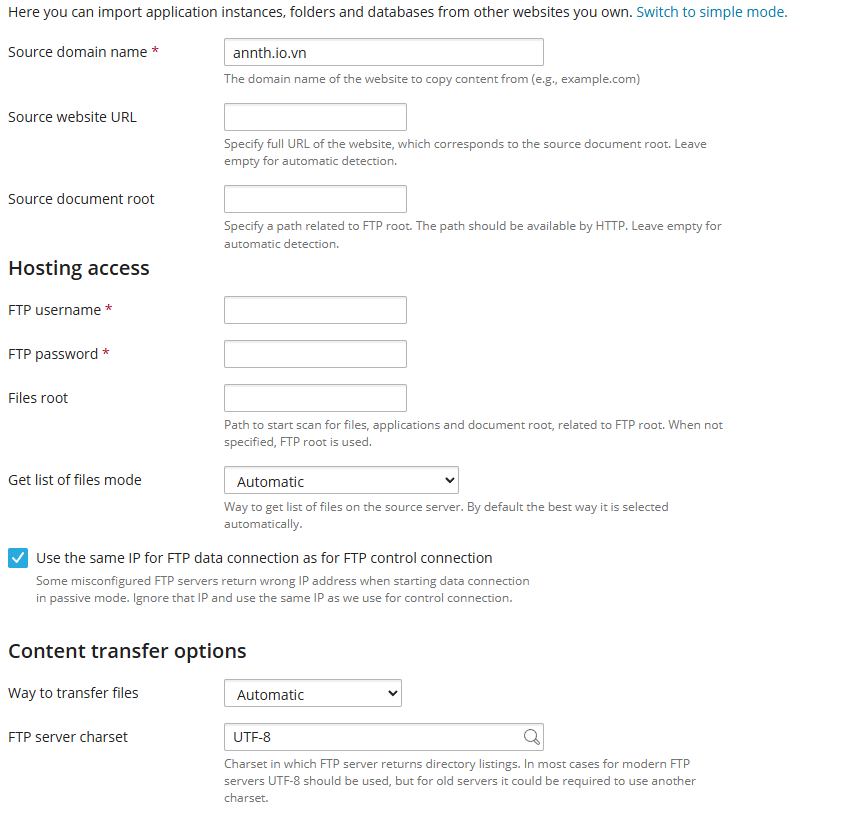 Here you can import application instances, folders and databases from other websites you own. Switch to simple mode.
Source domain name *
annth.io.vn
The domain name of the website to copy content from (e.g., example.com)
Source website URL
Specify full URL of the website, which corresponds to the source document root. Leave
empty for automatic detection.
Source document root
Specify a path related to FTP root. The path should be available by HTTP. Leave empty for
automatic detection.
Hosting access
FTP username *
FTP password *
Files root
Path to start scan for files, applications and document root, related to FTP root. When not
specified, FTP root is used.
Get list of files mode
Automatic
Way to get list of files on the source server. By default the best way it is selected
automatically.
Use the same IP for FTP data connection as for FTP control connection
Some misconfigured FTP servers return wrong IP address when starting data connection
in passive mode. Ignore that IP and use the same IP as we use for control connection.
Content transfer options
Way to transfer files
Automatic
FTP server charset
UTF-8
Charset in which FTP server returns directory listings. In most cases for modern FTP
servers UTF-8 should be used, but for old servers it could be required to use another
charset.